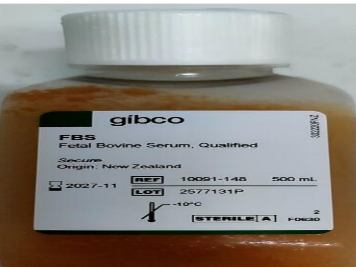 gibco
FBS
Fetal Bovine Serum, Qualified
Secure
Origin: New Zealand
2027-11
REF 10091-148 500 mL
LOT 2577131P
-10°C
STERILE A
2
F0630